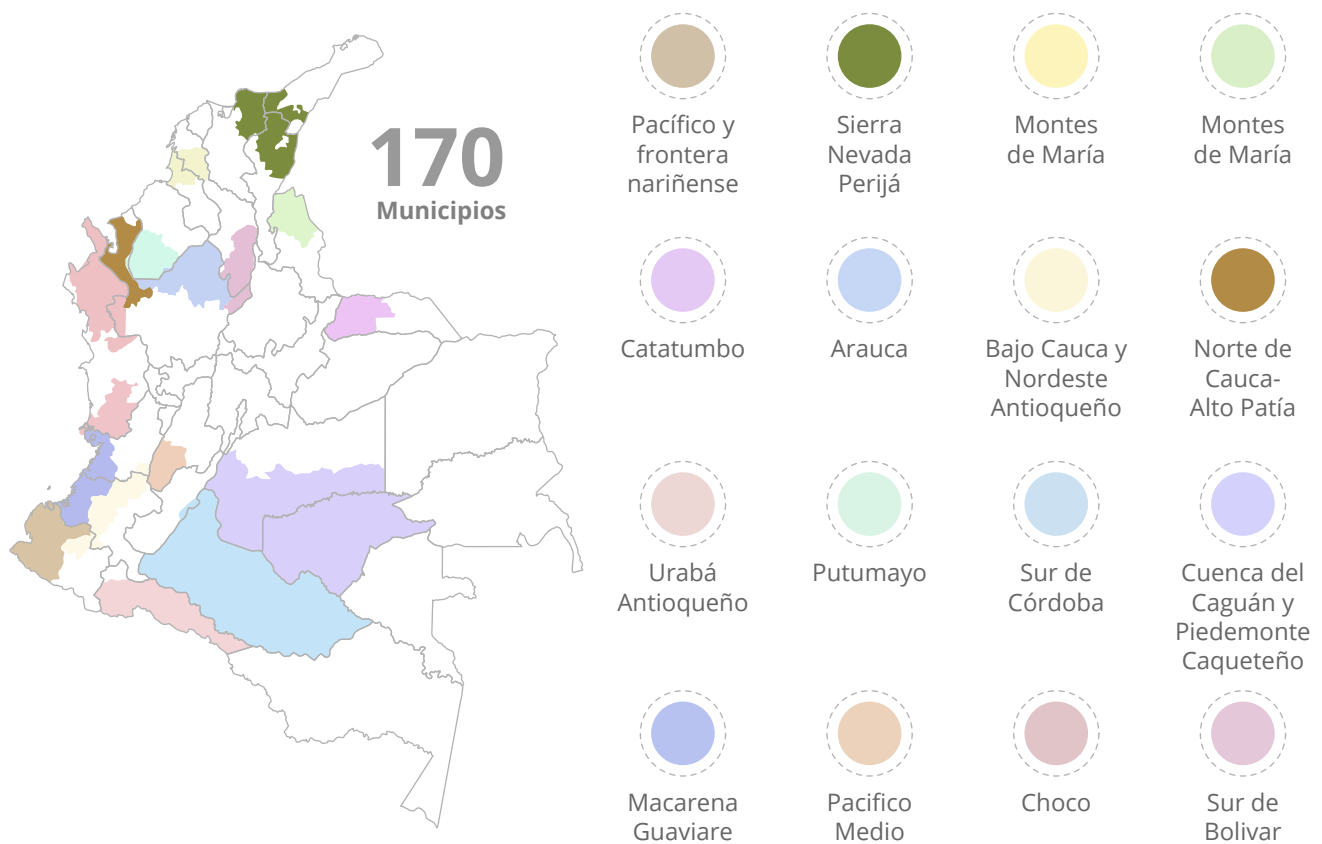 170
Municipios
Pacífico y
frontera
nariñense
Sierra
Nevada
Perijá
Montes
de María
Montes
de María
Catatumbo
Arauca
Bajo Cauca y
Nordeste
Antioqueño
Norte de
Cauca-
Alto Patía
Urabá
Antioqueño
Putumayo
Sur de
Córdoba
Cuenca del
Caguán y
Piedemonte
Caqueteño
Macarena
Guaviare
Pacifico
Medio
Choco
Sur de
Bolivar